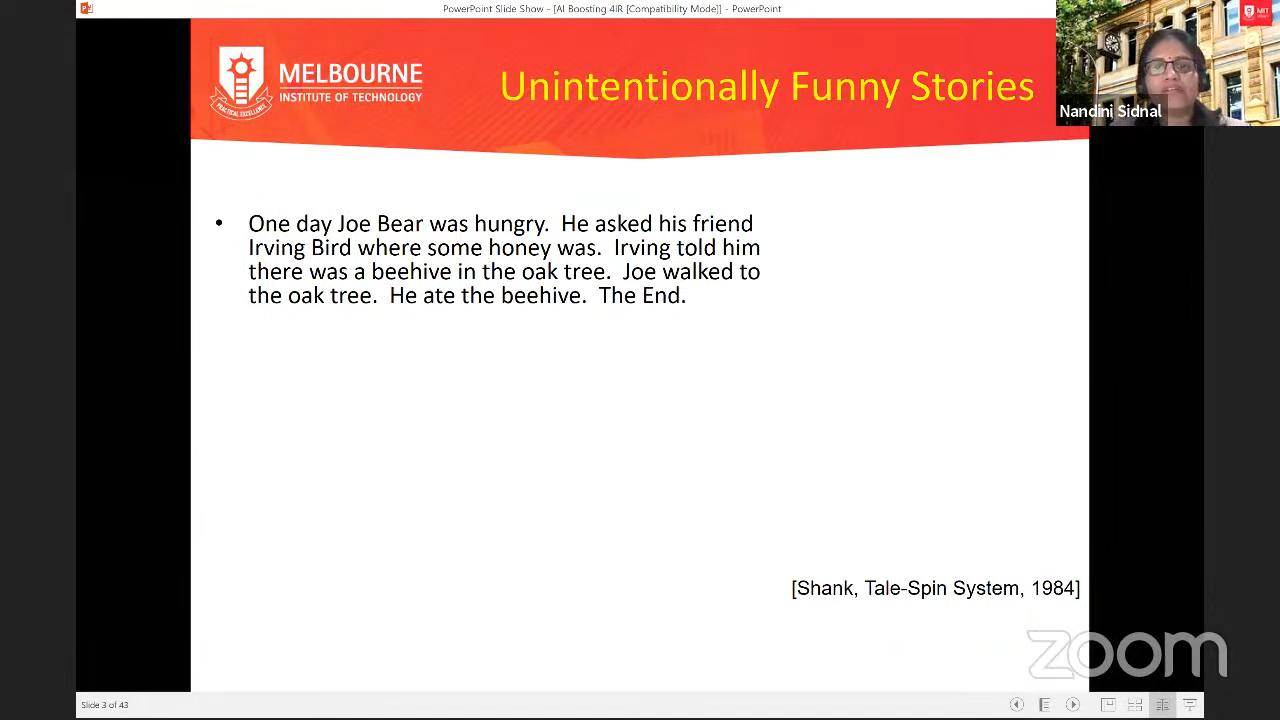 PowerPoint Slide Show - [AI Boosting 4IR [Compatibility Mode]] - PowerPoint
MIT
MELBOURNE
INSTITUTE OF TECHNOLOGY
PRACTICAL EXCELLENCE
Unintentionally Funny Stories
Nandini Sidnal
• One day Joe Bear was hungry. He asked his friend
Irving Bird where some honey was. Irving told him
there was a beehive in the oak tree. Joe walked to
the oak tree. He ate the beehive. The End.
[Shank, Tale-Spin System, 1984]
zoom
Slide 3 of 43